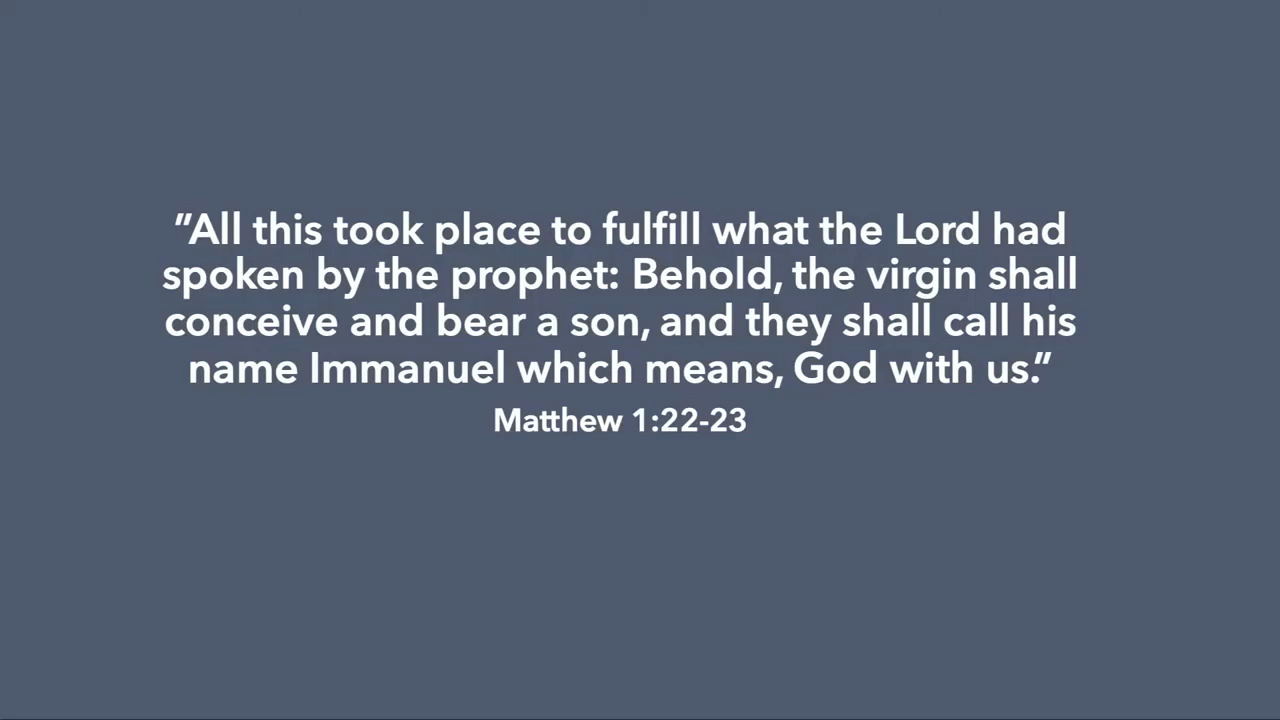 "All this took place to fulfill what the Lord had
spoken by the prophet: Behold, the virgin shall
conceive and bear a son, and they shall call his
name Immanuel which means, God with us."
Matthew 1:22-23